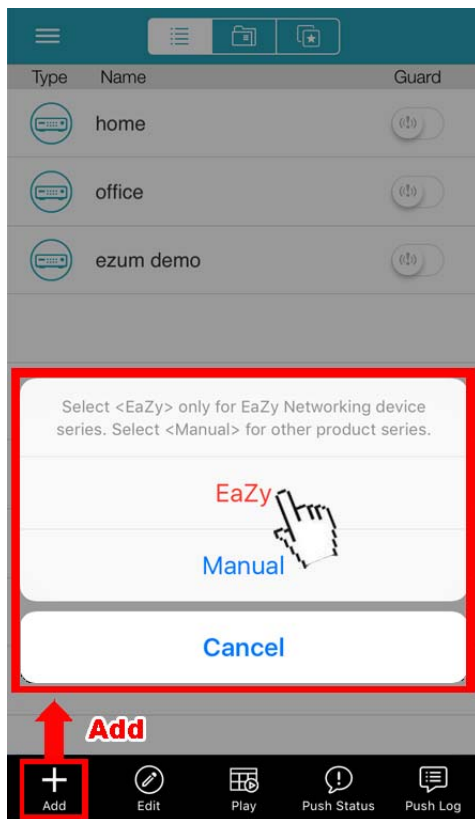 Type Name Guard
home
office
ezum demo
Select <EaZy> only for EaZy Networking device
series. Select <Manual> for other product series.
EaZy
Manual
Cancel
Add
Add Edit Play Push Status Push Log